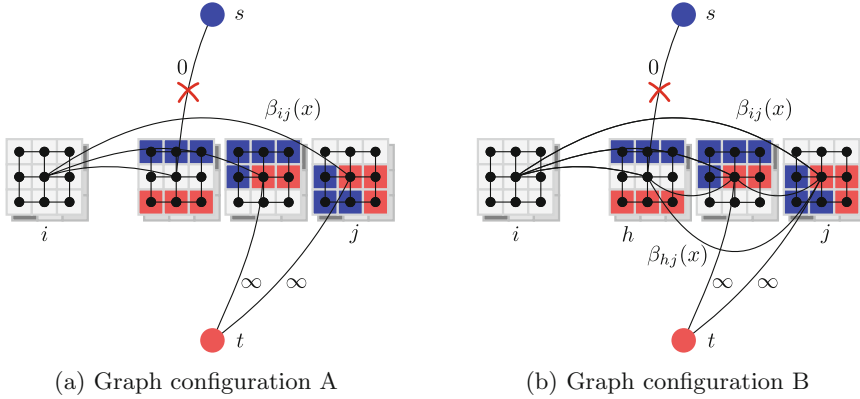 s
s
0
0
β_{ij}(x)
β_{ij}(x)
i
j
i
h
j
β_{hj}(x)
∞ ∞
∞ ∞
t
t
(a) Graph configuration A
(b) Graph configuration B